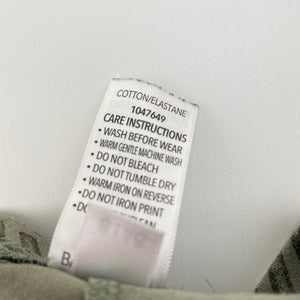 COTTON/ELASTANE
1047649
CARE INSTRUCTIONS
• WASH BEFORE WEAR
• WARM GENTLE MACHINE WASH
• DO NOT BLEACH
• DO NOT TUMBLE DRY
• WARM IRON ON REVERSE
• DO NOT IRON PRINT